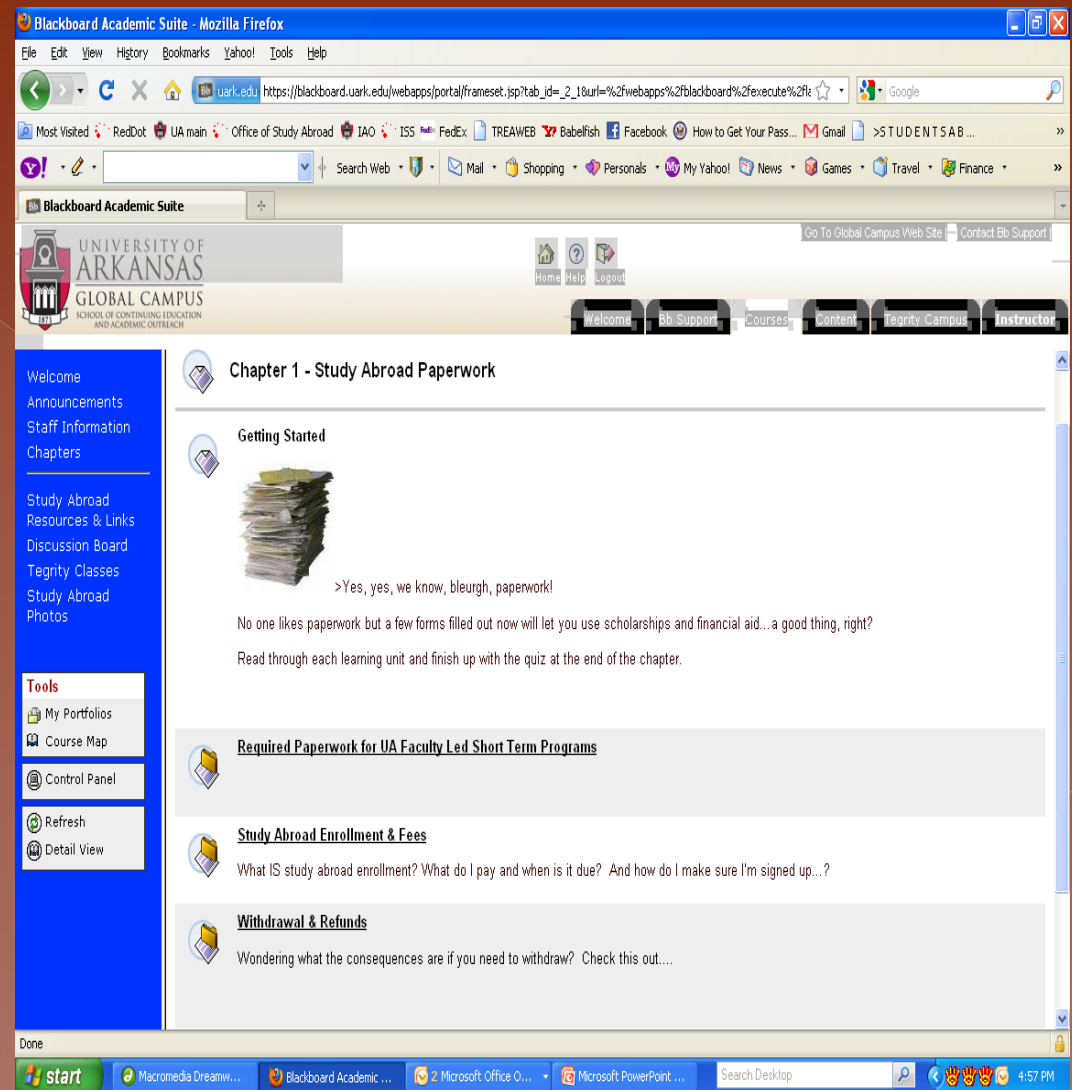 Blackboard Academic Suite - Mozilla Firefox
File Edit View History Bookmarks Yahoo! Tools Help
uark.edu https://blackboard.uark.edu/webapps/portal/frameset.jsp?tab_id=_2_1&url=%2fwebapps%2fblackboard%2fexecute%2fle Google
Most Visited RedDot UA main Office of Study Abroad IAO ISS FedEx TREAWEB Babelfish Facebook How to Get Your Pass... Gmail >S T U D E N T S A B ... »
Search Web Mail Shopping Personals My Yahoo! News Games Travel Finance »
Blackboard Academic Suite
Go To Global Campus Web Site | Contact Bb Support |
UNIVERSITY OF
ARKANSAS
GLOBAL CAMPUS
SCHOOL OF CONTINUING EDUCATION
AND ACADEMIC OUTREACH
1871
Home Help Logout
Welcome Bb Support Courses Content Tegrity Campus Instructor
Welcome
Announcements
Staff Information
Chapters
Study Abroad
Resources & Links
Discussion Board
Tegrity Classes
Study Abroad
Photos
Tools
My Portfolios
Course Map
Control Panel
Refresh
Detail View
Chapter 1 - Study Abroad Paperwork
Getting Started
>Yes, yes, we know, bleurgh, paperwork!
No one likes paperwork but a few forms filled out now will let you use scholarships and financial aid...a good thing, right?
Read through each learning unit and finish up with the quiz at the end of the chapter.
Required Paperwork for UA Faculty Led Short Term Programs
Study Abroad Enrollment & Fees
What IS study abroad enrollment? What do I pay and when is it due? And how do I make sure I'm signed up...?
Withdrawal & Refunds
Wondering what the consequences are if you need to withdraw? Check this out....
Done
start Macromedia Dreamw... Blackboard Academic ... 2 Microsoft Office O... Microsoft PowerPoint ... Search Desktop 4:57 PM